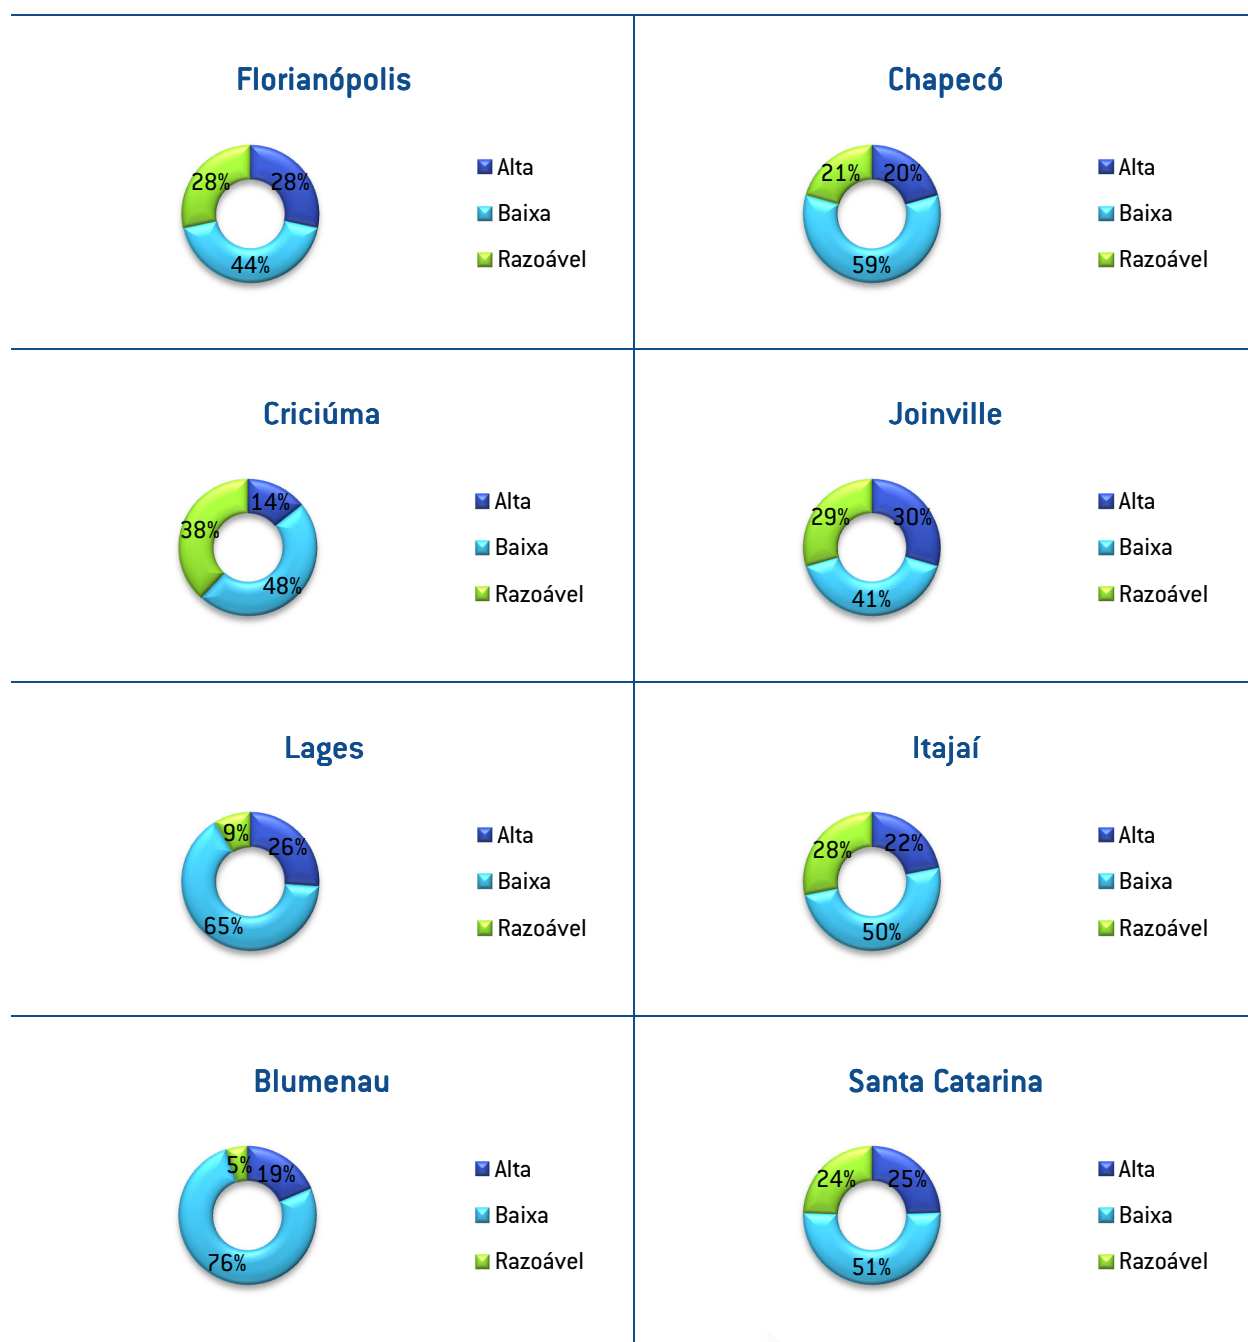 Florianópolis
28%
28%
44%
Alta
Baixa
Razoável
Chapecó
21%
20%
59%
Alta
Baixa
Razoável
Criciúma
14%
38%
48%
Alta
Baixa
Razoável
Joinville
29%
30%
41%
Alta
Baixa
Razoável
Lages
9%
26%
65%
Alta
Baixa
Razoável
Itajaí
28%
22%
50%
Alta
Baixa
Razoável
Blumenau
5%
19%
76%
Alta
Baixa
Razoável
Santa Catarina
24%
25%
51%
Alta
Baixa
Razoável